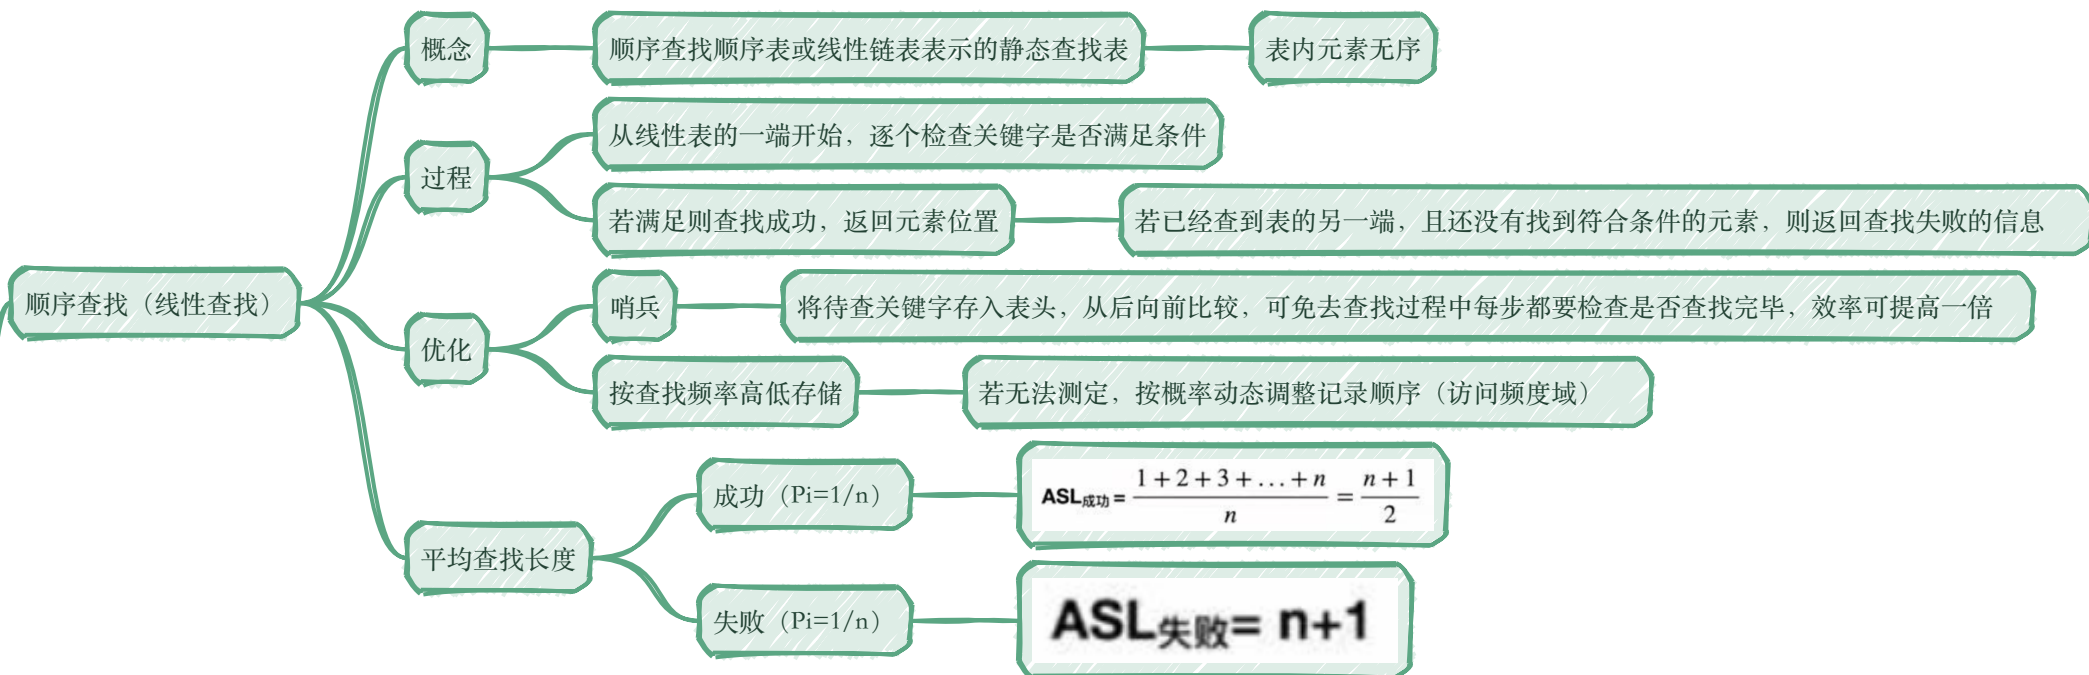 概念
顺序查找顺序表或线性链表表示的静态查找表
表内元素无序
过程
从线性表的一端开始，逐个检查关键字是否满足条件
若满足则查找成功，返回元素位置
若已经查到表的另一端，且还没有找到符合条件的元素，则返回查找失败的信息
顺序查找（线性查找）
优化
哨兵
将待查关键字存入表头，从后向前比较，可免去查找过程中每步都要检查是否查找完毕，效率可提高一倍
按查找频率高低存储
若无法测定，按概率动态调整记录顺序（访问频度域）
平均查找长度
成功（Pi=1/n）
ASL成功 = \frac{1+2+3+...+n}{n} = \frac{n+1}{2}
失败（Pi=1/n）
ASL失败= n+1